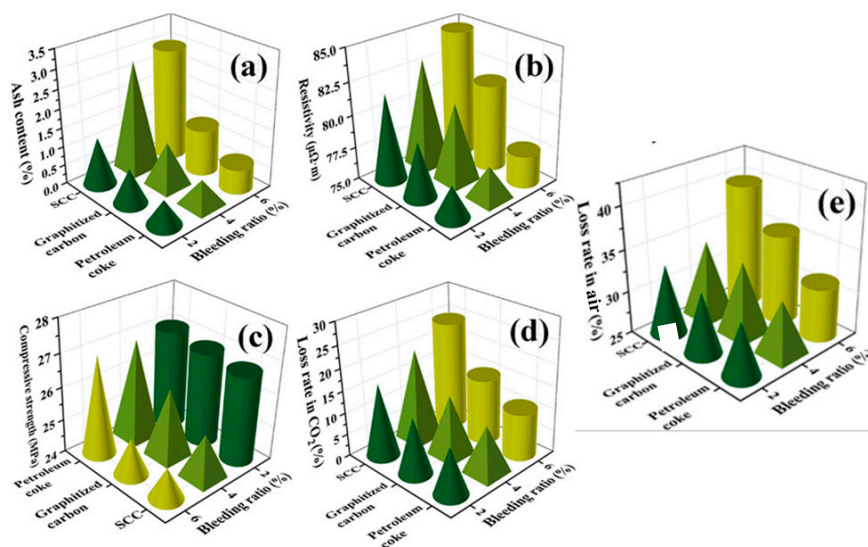 (a)
Ash content (%)
3.5
3.0
2.5
2.0
1.5
1.0
0.5
0.0
SCC
Graphitized
carbon
Petroleum
coke
2
4
6
Bleeding ratio (%)
(b)
Resistivity (μΩ·m)
85.0
82.5
80.0
77.5
75.0
SCC
Graphitized
carbon
Petroleum
coke
2
4
6
Bleeding ratio (%)
(c)
Compressive strength (MPa)
28
27
26
25
24
Petroleum
coke
Graphitized
carbon
SCC
6
4
2
Bleeding ratio (%)
(d)
Loss rate in CO₂(%)
30
25
20
15
10
5
0
SCC
Graphitized
carbon
Petroleum
coke
2
4
6
Bleeding ratio (%)
(e)
Loss rate in air(%)
40
35
30
25
SCC
Graphitized
carbon
Petroleum
coke
2
4
6
Bleeding ratio (%)